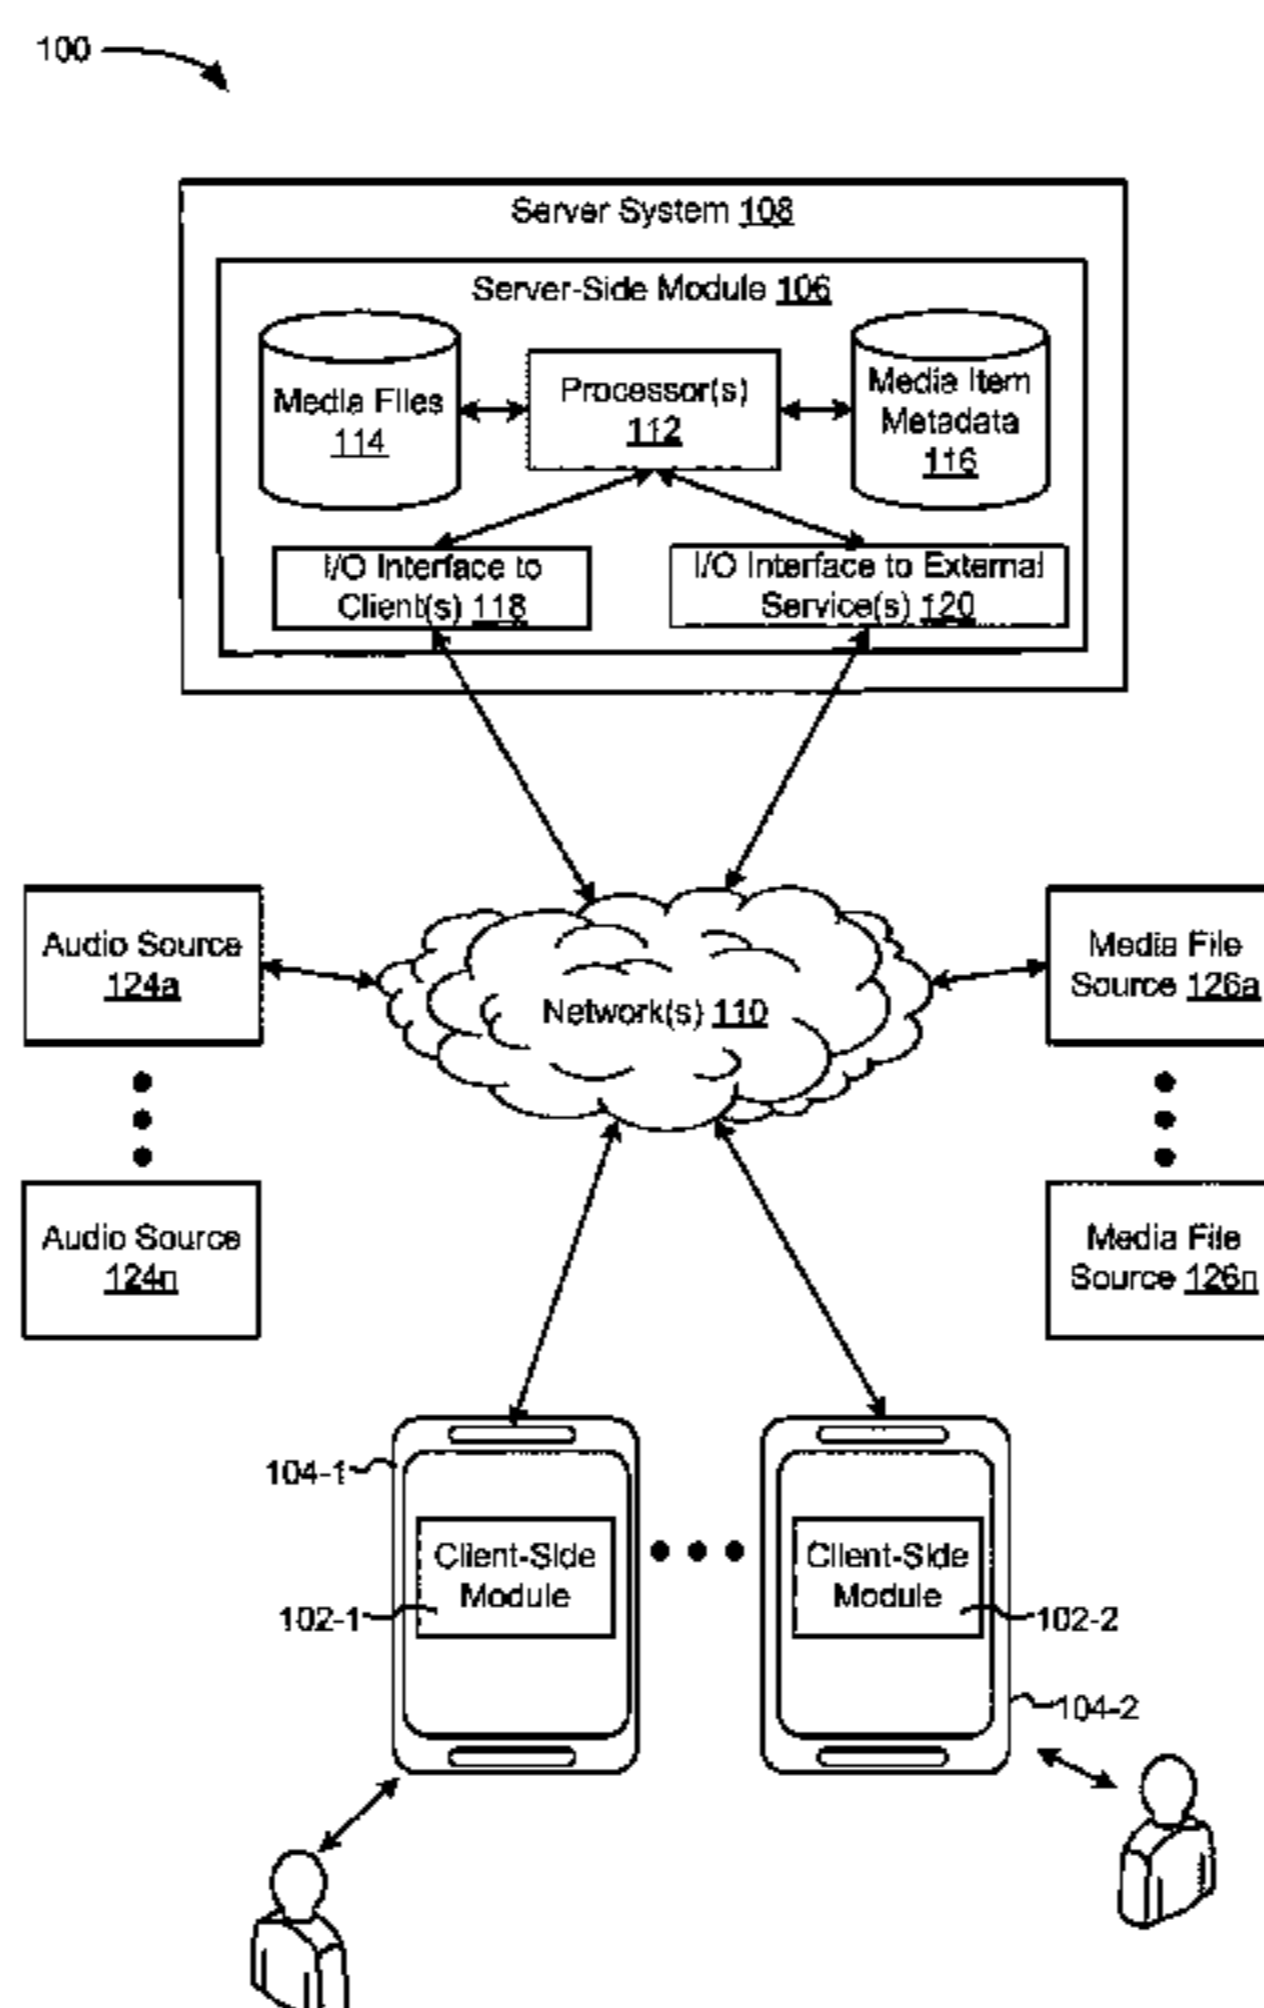 100
Server System 108
Server-Side Module 106
Media Files
114
Processor(s)
112
Media Item
Metadata
116
I/O Interface to
Client(s) 118
I/O Interface to External
Service(s) 120
Audio Source
124a
Network(s) 110
Media File
Source 126a
Audio Source
124n
Media File
Source 126n
104-1
Client-Side
Module
102-1
Client-Side
Module
102-2
104-2